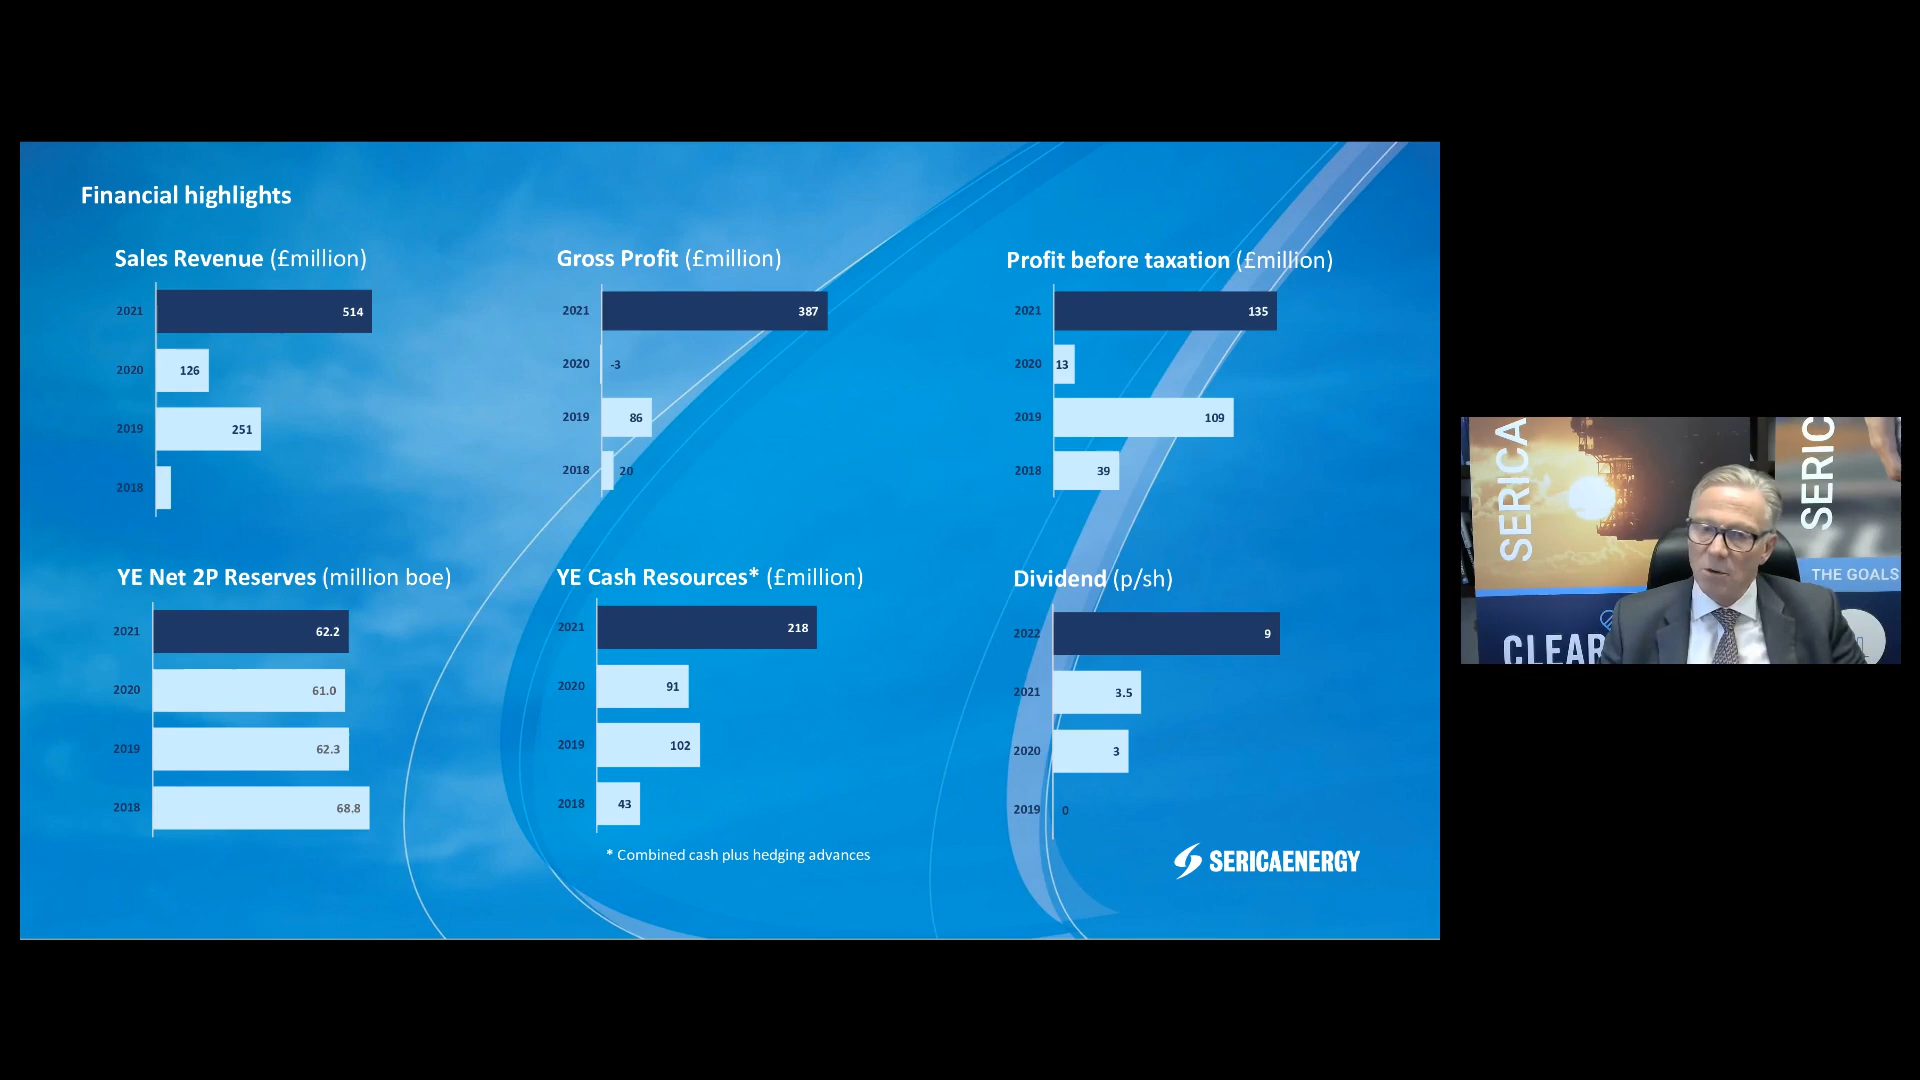 Financial highlights
Sales Revenue (£million)
2021 514
2020 126
2019 251
2018
Gross Profit (£million)
2021 387
2020 -3
2019 86
2018 20
Profit before taxation (£million)
2021 135
2020 13
2019 109
2018 39
YE Net 2P Reserves (million boe)
2021 62.2
2020 61.0
2019 62.3
2018 68.8
YE Cash Resources* (£million)
2021 218
2020 91
2019 102
2018 43
* Combined cash plus hedging advances
Dividend (p/sh)
2022 9
2021 3.5
2020 3
2019 0
SERICAENERGY
SERICA
SERIC
THE GOALS
CLEAR